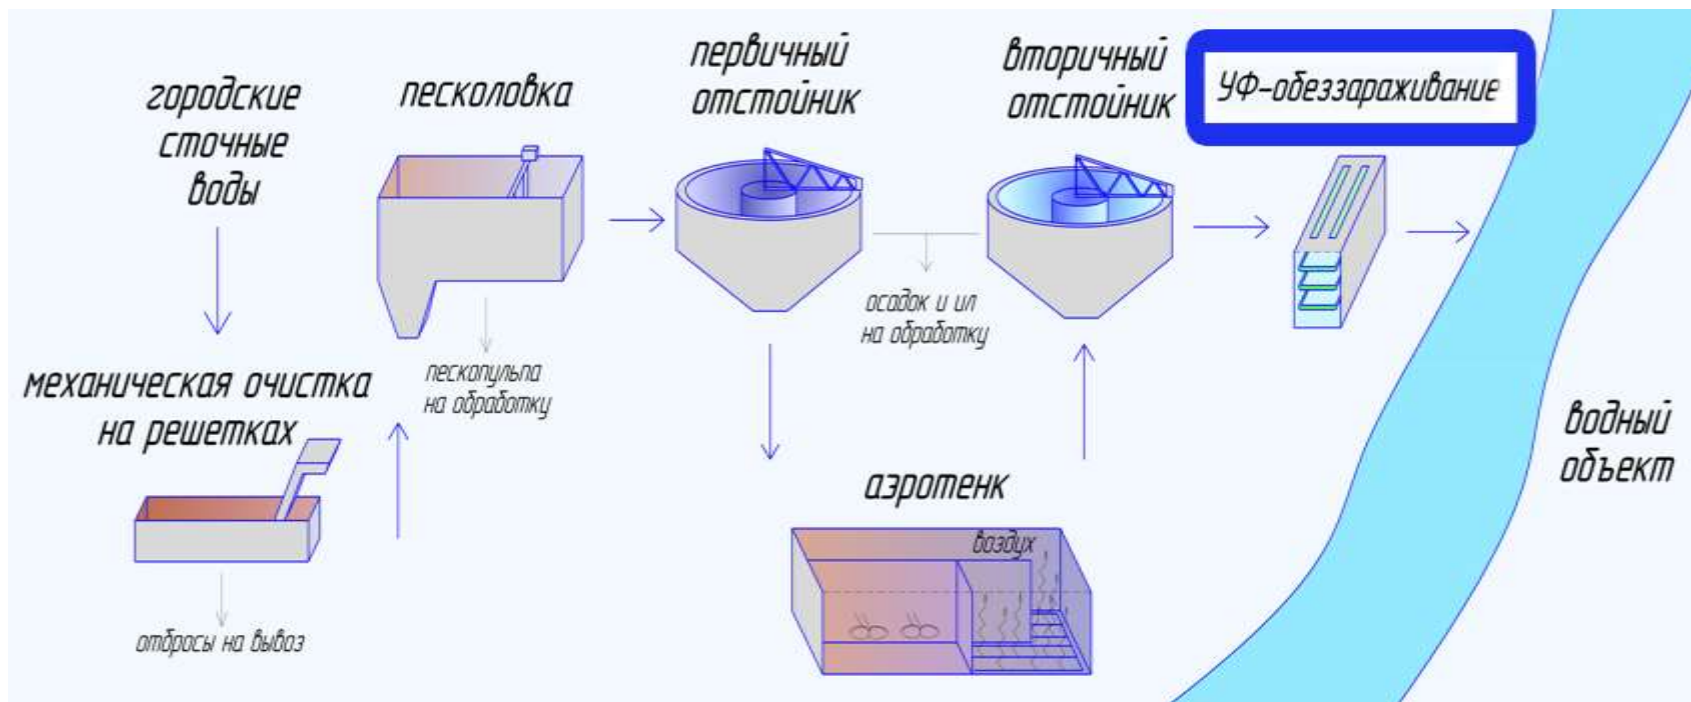 городские
сточные
воды
механическая очистка
на решетках
отбросы на вывоз
песколовка
пескопульпа
на обработку
первичный
отстойник
осадок и ил
на обработку
аэротенк
воздух
вторичный
отстойник
УФ-обеззараживание
водный
объект